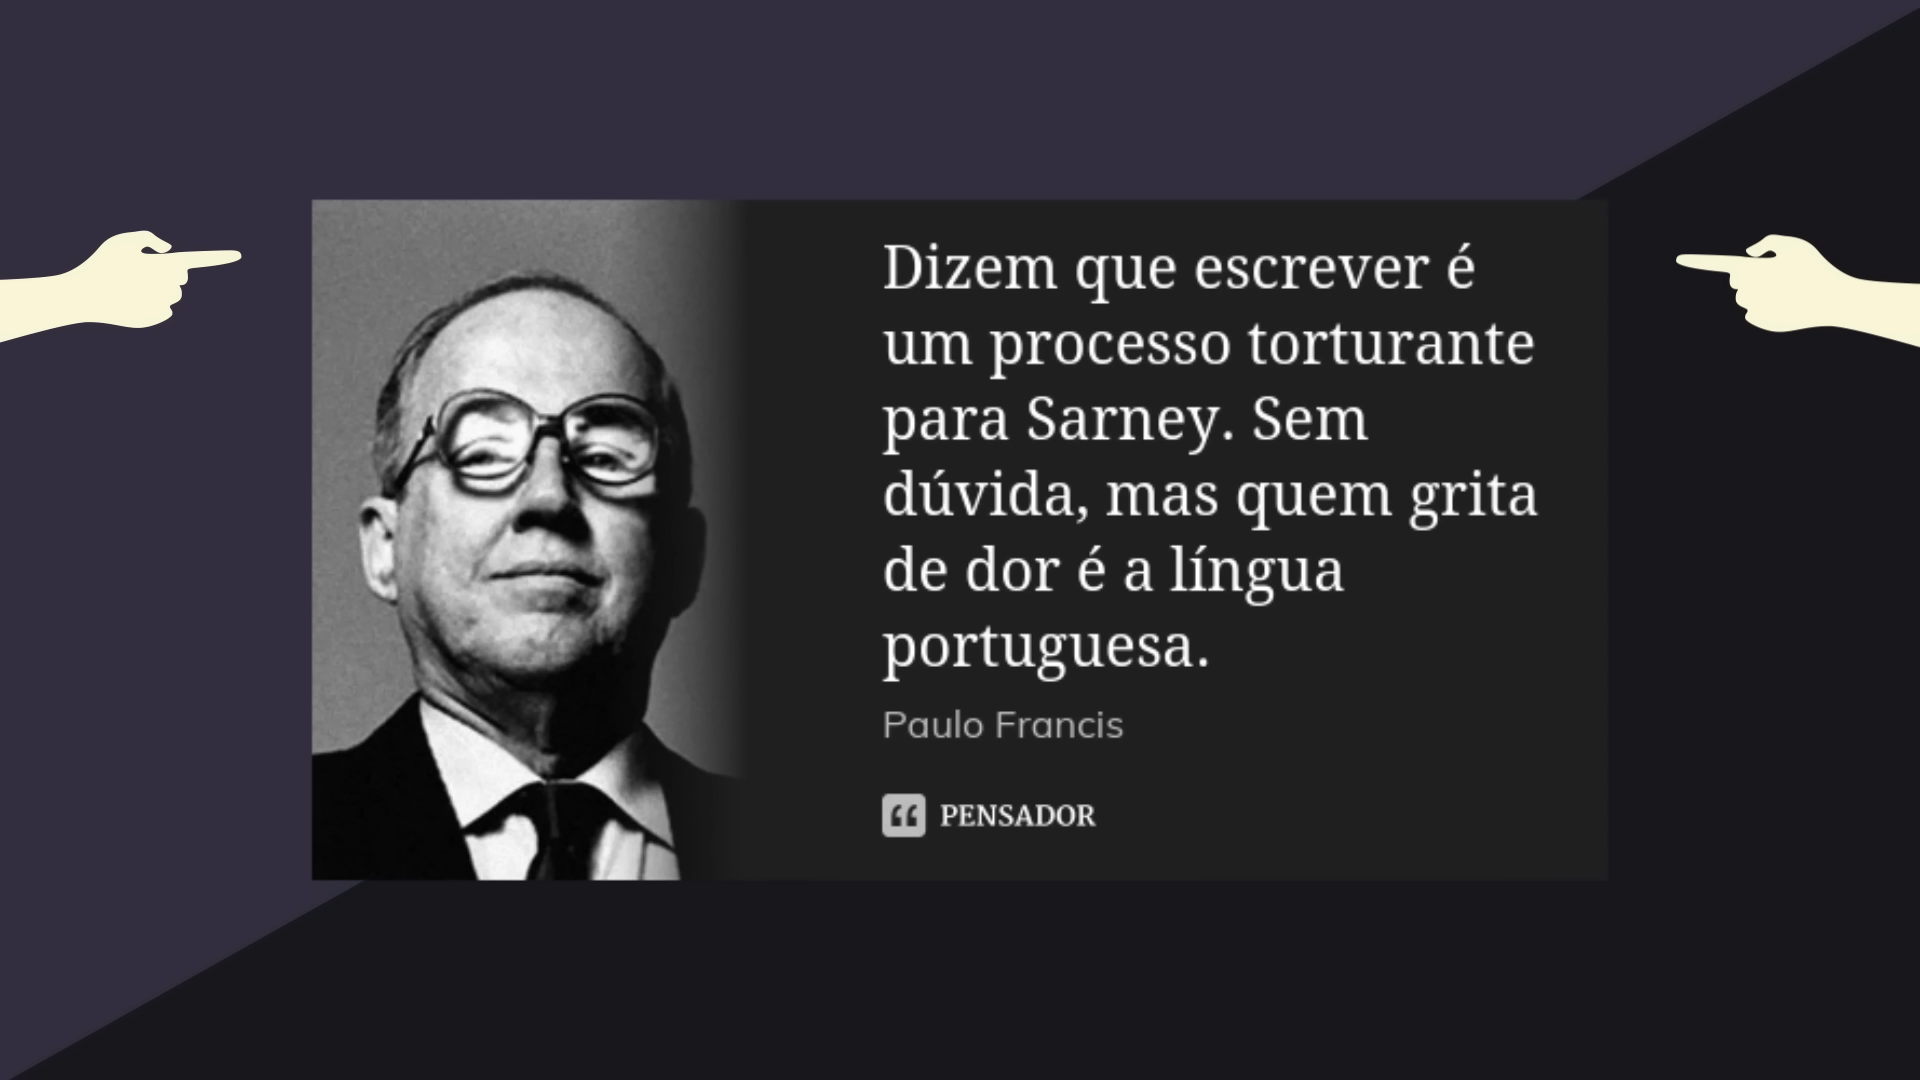 Dizem que escrever é
um processo torturante
para Sarney. Sem
dúvida, mas quem grita
de dor é a língua
portuguesa.
Paulo Francis
PENSADOR